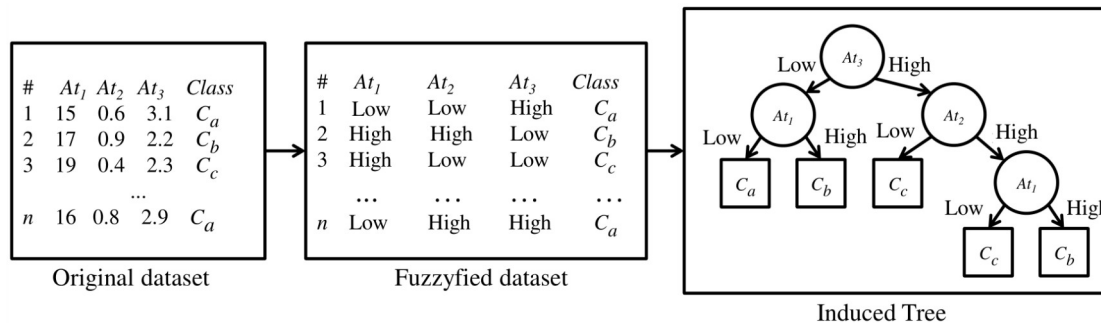 # At1 At2 At3 Class
1 15 0.6 3.1 Ca
2 17 0.9 2.2 Cb
3 19 0.4 2.3 Cc
...
n 16 0.8 2.9 Ca
Original dataset
# At1 At2 At3 Class
1 Low Low High Ca
2 High High Low Cb
3 High Low Low Cc
... ... ... ...
n Low High High Ca
Fuzzyfied dataset
At3
Low High
At1 At2
Low High Low High
Ca Cb Cc At1
Low High
Cc Cb
Induced Tree